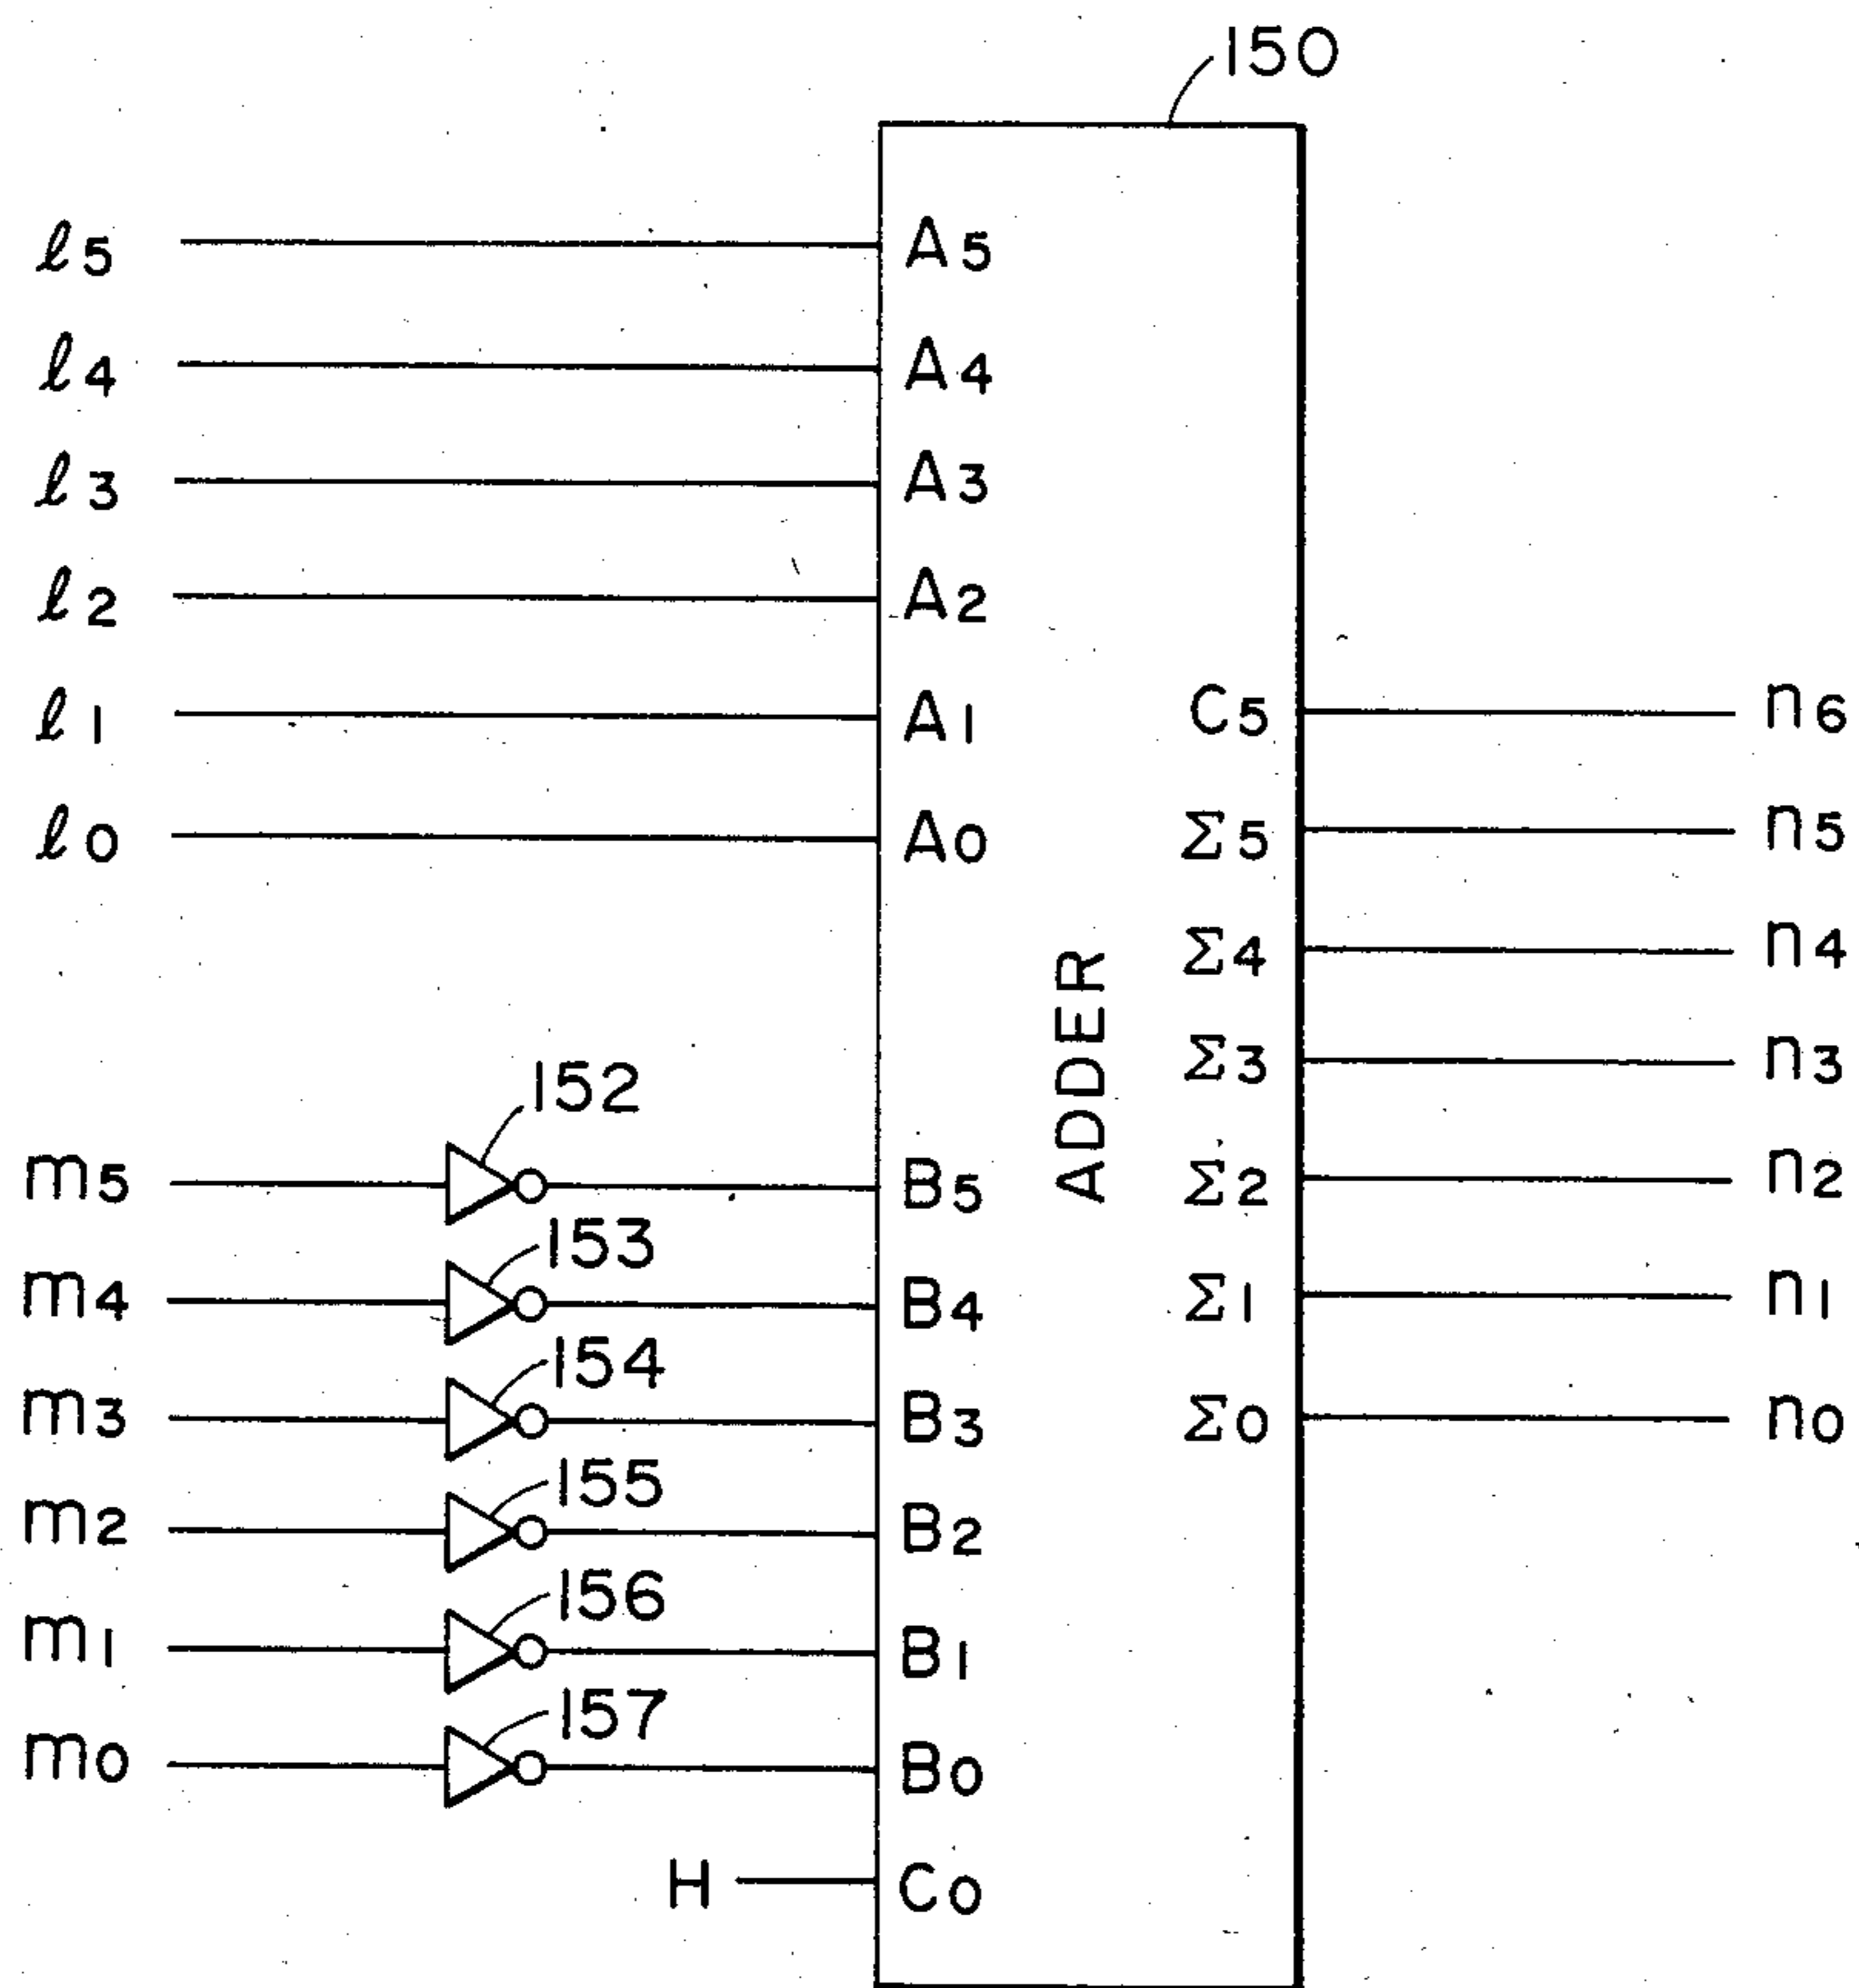 150
ℓ5 A5
ℓ4 A4
ℓ3 A3
ℓ2 A2
ℓ1 A1 C5 n6
ℓ0 A0 Σ5 n5
Σ4 n4
ADDER
Σ3 n3
152
m5 B5 Σ2 n2
153
m4 B4 Σ1 n1
154
m3 B3 Σ0 n0
155
m2 B2
156
m1 B1
157
m0 B0
H C0